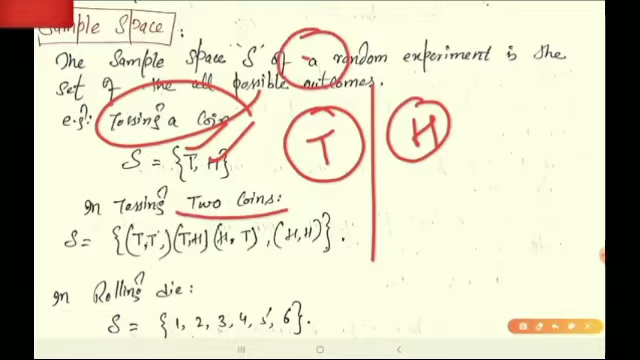 Sample Space :
The Sample Space 'S' of a random experiment is the
set of the all possible outcomes.
e.g: Tossing a Coin
S = {T, H}
T H
In Tossing Two Coins:
S = {(T,T,)(T,H)(H,T),(H,H)}.
In Rolling die:
S = {1, 2, 3, 4, 5, 6}.